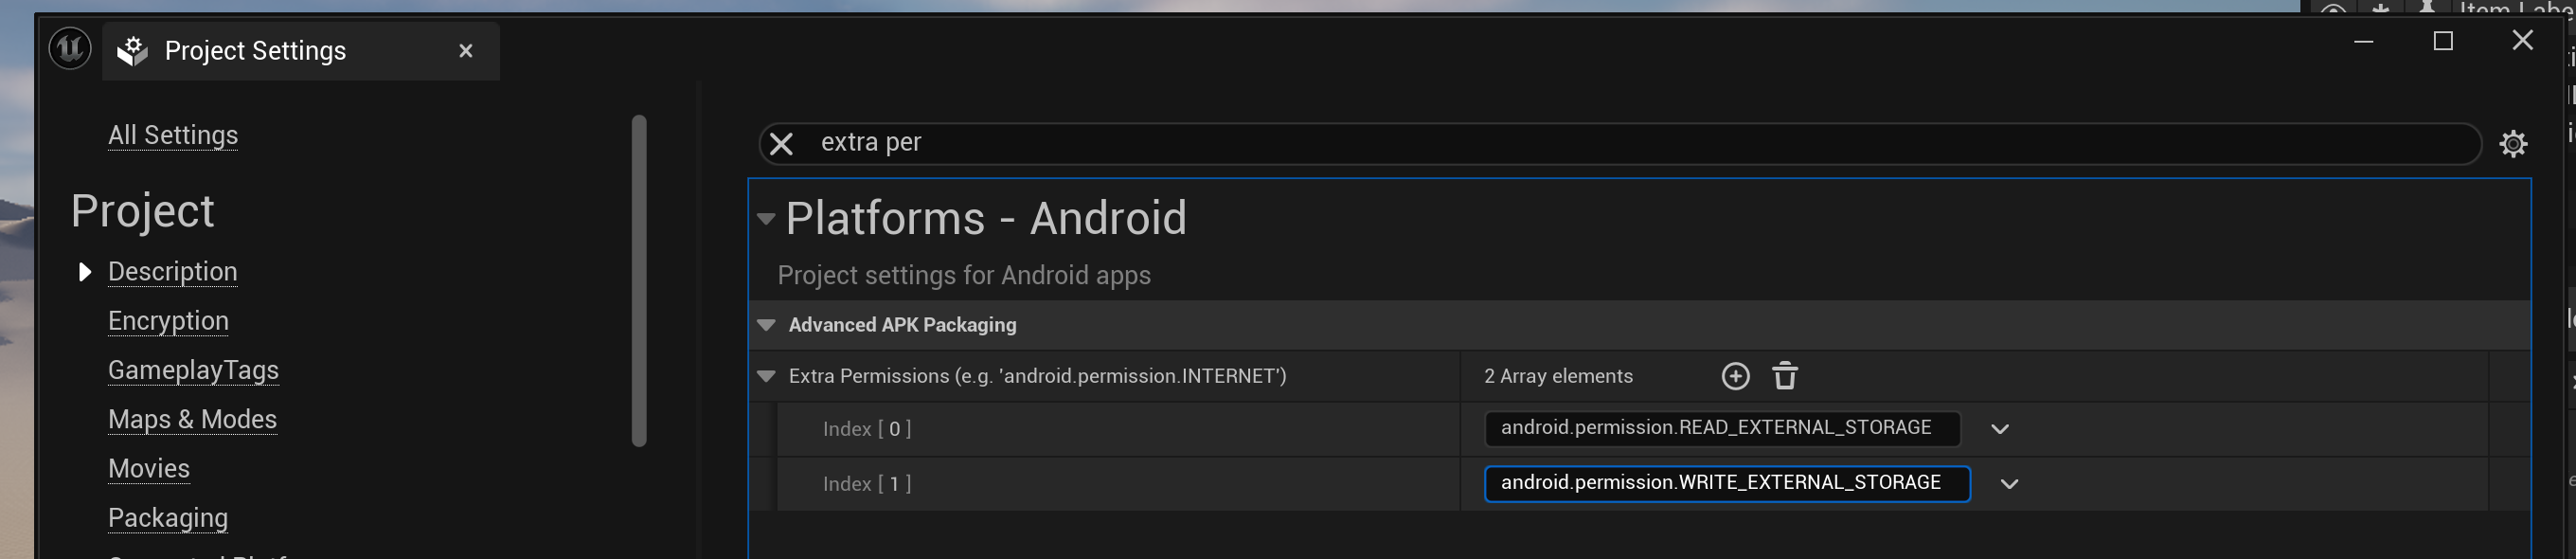 Project Settings
All Settings
Project
Description
Encryption
GameplayTags
Maps & Modes
Movies
Packaging
extra per
Platforms - Android
Project settings for Android apps
Advanced APK Packaging
Extra Permissions (e.g. 'android.permission.INTERNET') 2 Array elements
Index [ 0 ] android.permission.READ_EXTERNAL_STORAGE
Index [ 1 ] android.permission.WRITE_EXTERNAL_STORAGE